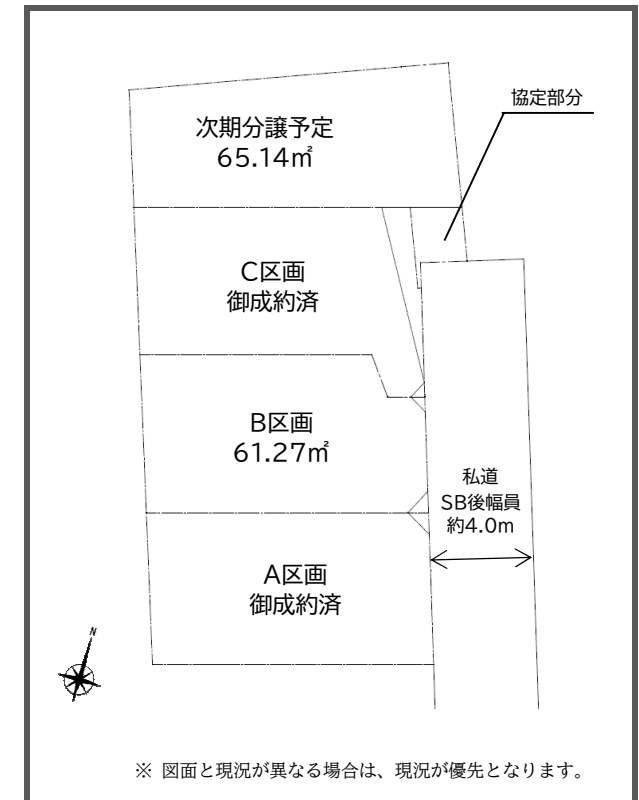 協定部分
次期分譲予定
65.14㎡
C区画
御成約済
B区画
61.27㎡
私道
SB後幅員
約4.0m
A区画
御成約済
N
※ 図面と現況が異なる場合は、現況が優先となります。